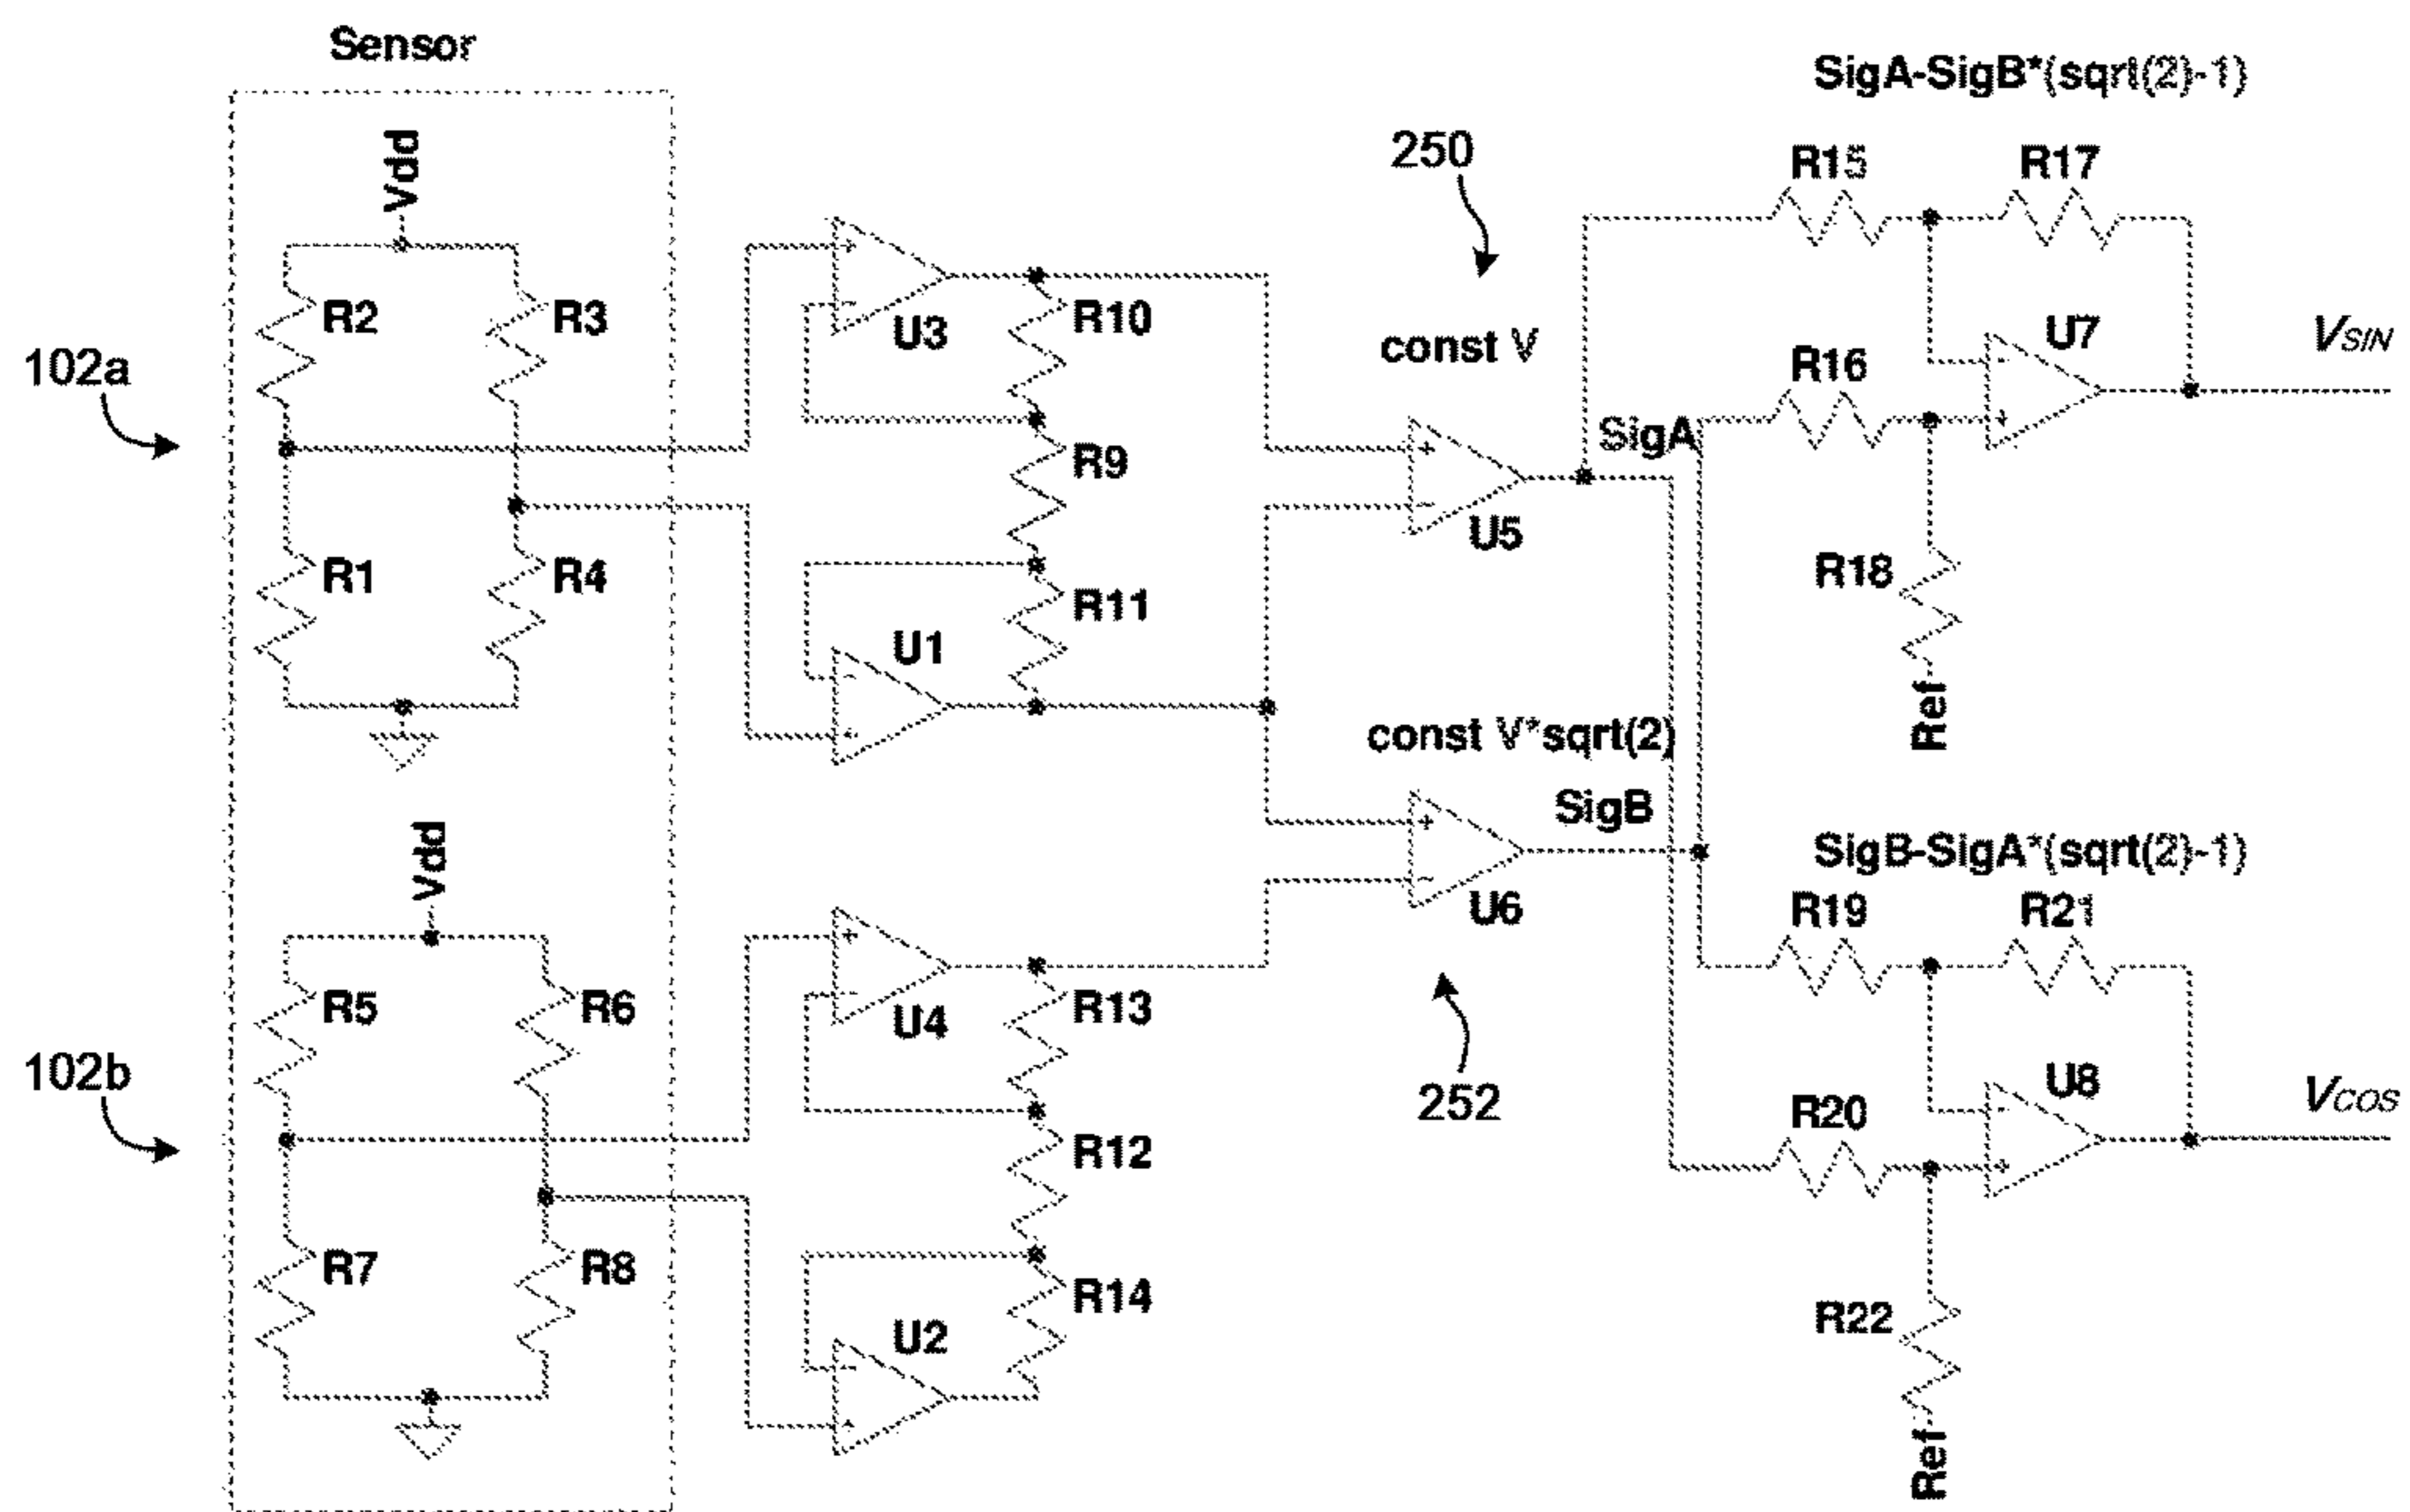 Sensor
SigA-SigB*(sqrt(2)-1)
Vdd
250
R15
R17
R2
R3
U3
R10
const V
U7
VSIN
102a
R16
SigA
R9
U5
R1
R4
R18
R11
U1
Ref
const V*sqrt(2)
SigB
Vdd
SigB-SigA*(sqrt(2)-1)
U6
R19
R21
R5
R6
U4
R13
102b
252
U8
VCOS
R20
R12
R7
R8
R14
R22
U2
Ref